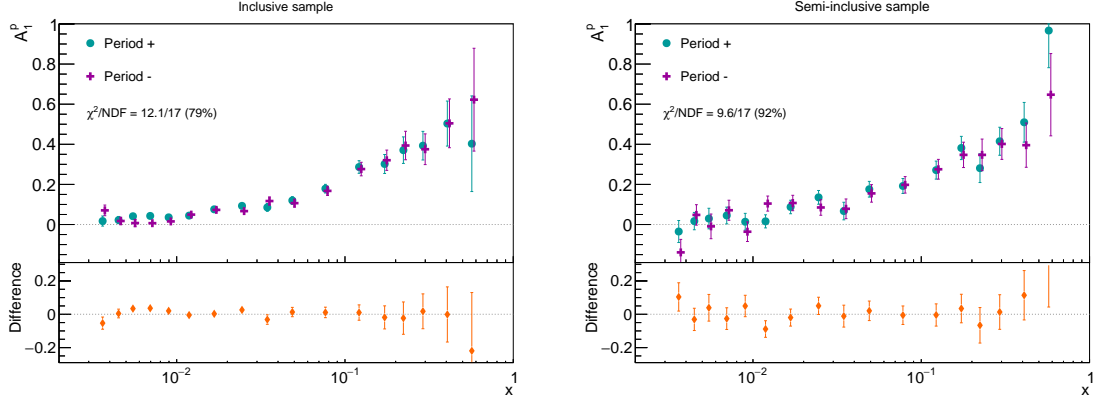 Inclusive sample
A₁ᵖ
1
0.8
0.6
0.4
0.2
0
Period +
Period -
χ²/NDF = 12.1/17 (79%)
Difference
0.2
0
−0.2
10⁻²
10⁻¹
1
x
Semi-inclusive sample
A₁ᵖ
1
0.8
0.6
0.4
0.2
0
Period +
Period -
χ²/NDF = 9.6/17 (92%)
Difference
0.2
0
−0.2
10⁻²
10⁻¹
1
x